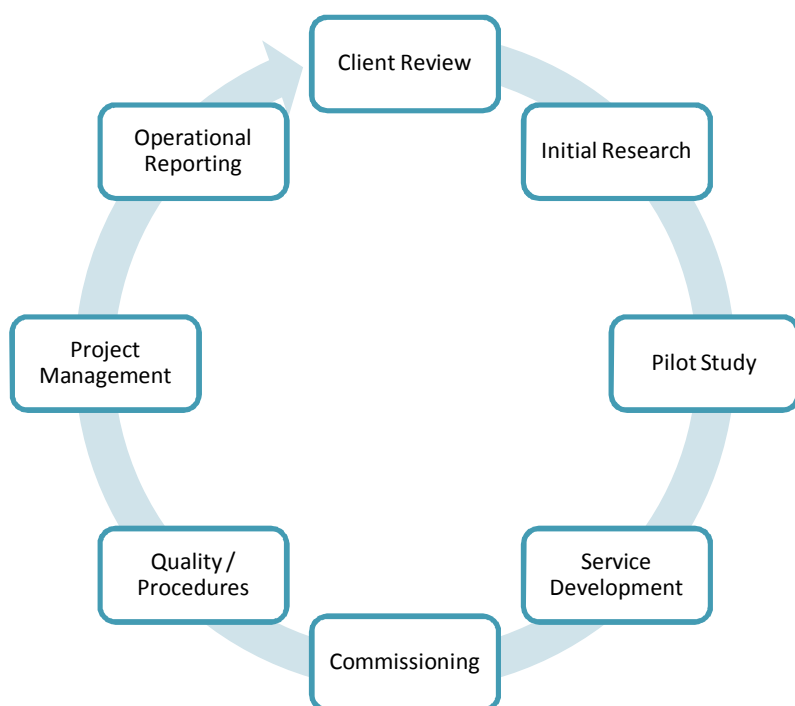 Client Review
Initial Research
Pilot Study
Service
Development
Commissioning
Quality /
Procedures
Project
Management
Operational
Reporting